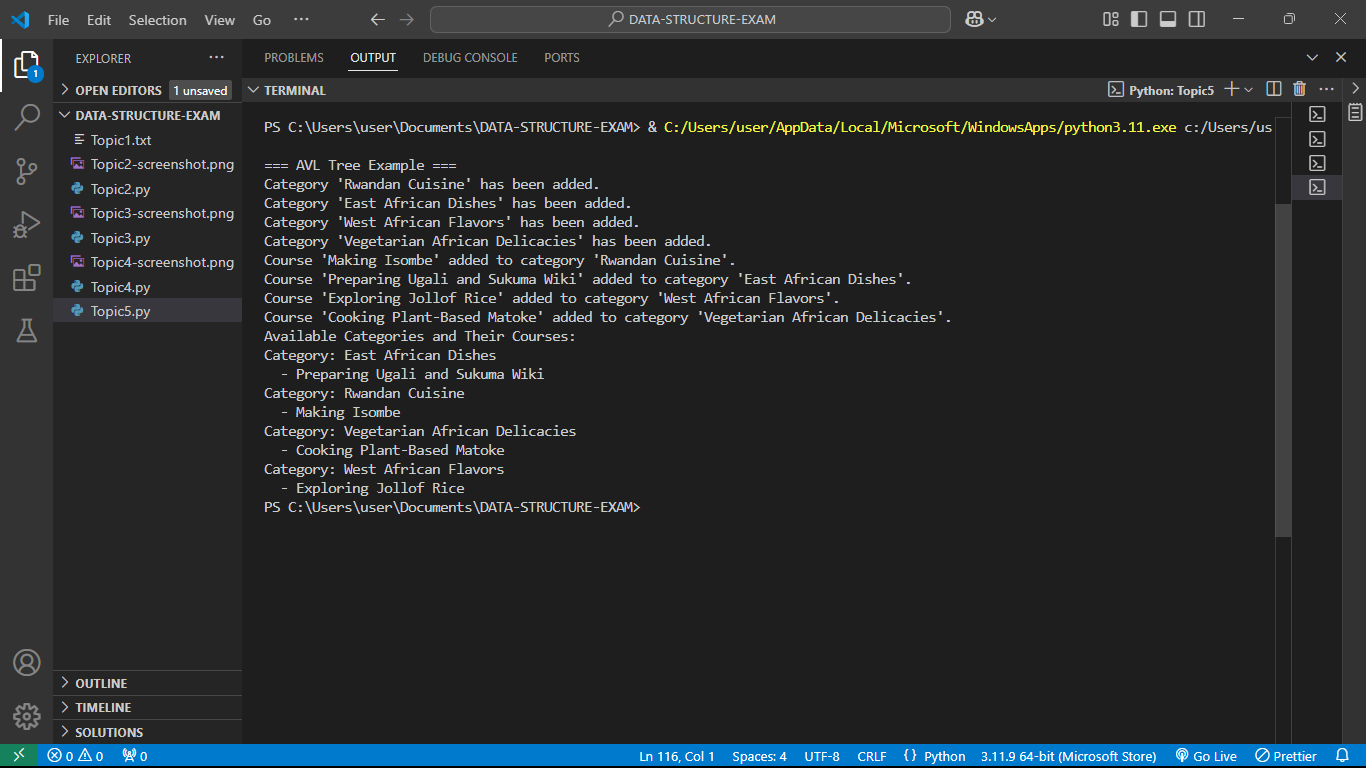 File Edit Selection View Go ··· DATA-STRUCTURE-EXAM
EXPLORER ···
1
OPEN EDITORS 1 unsaved
DATA-STRUCTURE-EXAM
Topic1.txt
Topic2-screenshot.png
Topic2.py
Topic3-screenshot.png
Topic3.py
Topic4-screenshot.png
Topic4.py
Topic5.py
OUTLINE
TIMELINE
SOLUTIONS
PROBLEMS OUTPUT DEBUG CONSOLE PORTS
TERMINAL Python: Topic5 ···
PS C:\Users\user\Documents\DATA-STRUCTURE-EXAM> & C:/Users/user/AppData/Local/Microsoft/WindowsApps/python3.11.exe c:/Users/us
=== AVL Tree Example ===
Category 'Rwandan Cuisine' has been added.
Category 'East African Dishes' has been added.
Category 'West African Flavors' has been added.
Category 'Vegetarian African Delicacies' has been added.
Course 'Making Isombe' added to category 'Rwandan Cuisine'.
Course 'Preparing Ugali and Sukuma Wiki' added to category 'East African Dishes'.
Course 'Exploring Jollof Rice' added to category 'West African Flavors'.
Course 'Cooking Plant-Based Matoke' added to category 'Vegetarian African Delicacies'.
Available Categories and Their Courses:
Category: East African Dishes
  - Preparing Ugali and Sukuma Wiki
Category: Rwandan Cuisine
  - Making Isombe
Category: Vegetarian African Delicacies
  - Cooking Plant-Based Matoke
Category: West African Flavors
  - Exploring Jollof Rice
PS C:\Users\user\Documents\DATA-STRUCTURE-EXAM>
0 0 0 Ln 116, Col 1 Spaces: 4 UTF-8 CRLF {} Python 3.11.9 64-bit (Microsoft Store) Go Live Prettier